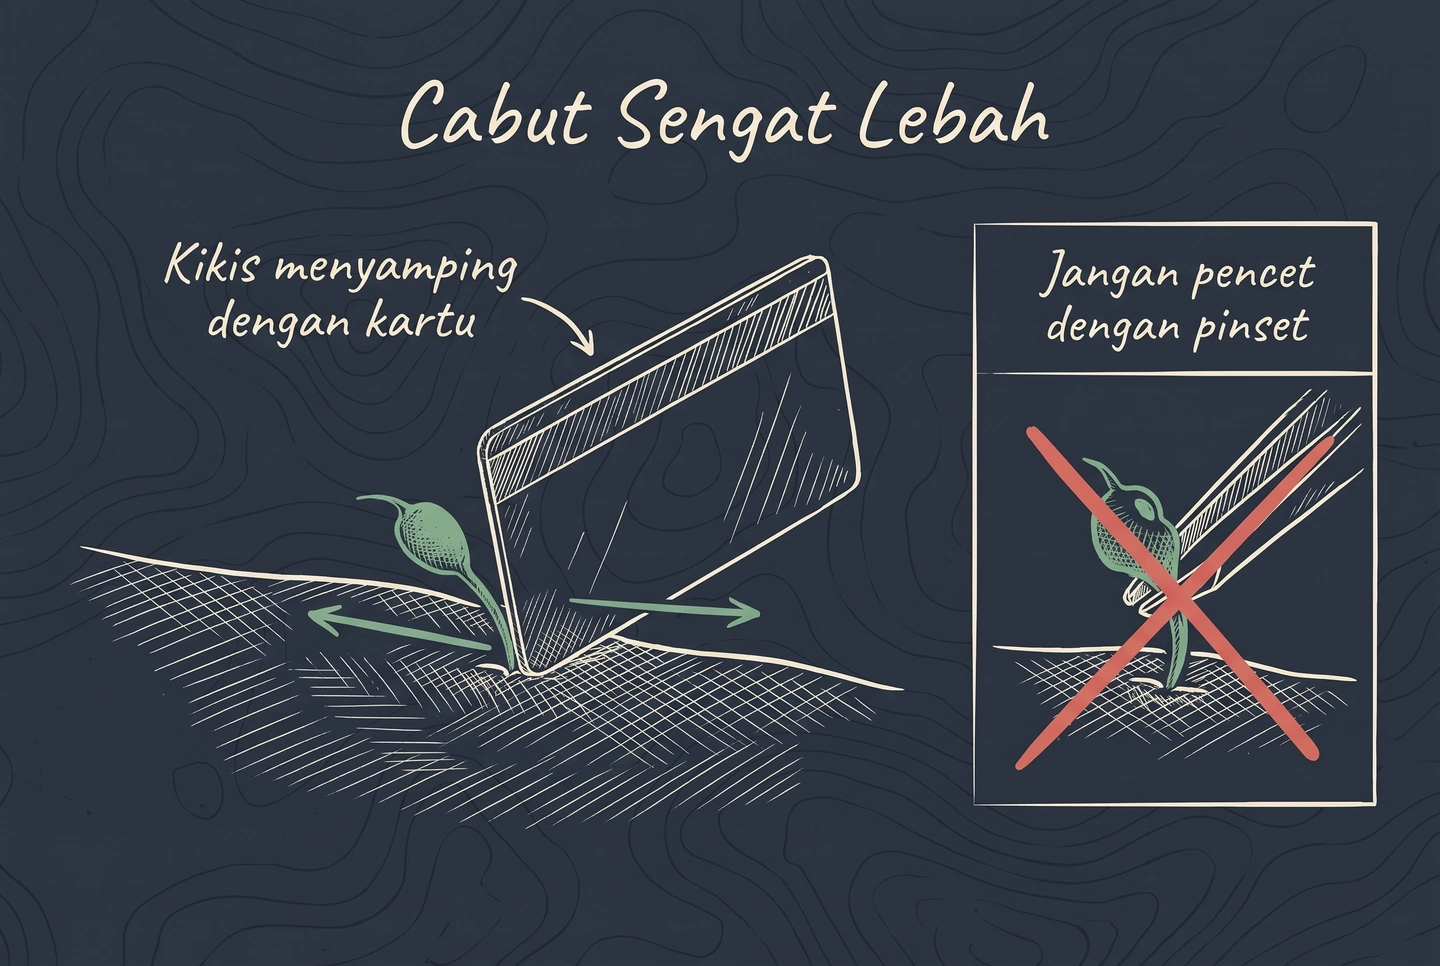 Cabut Sengat Lebah
Kikis menyamping
dengan kartu
Jangan pencet
dengan pinset